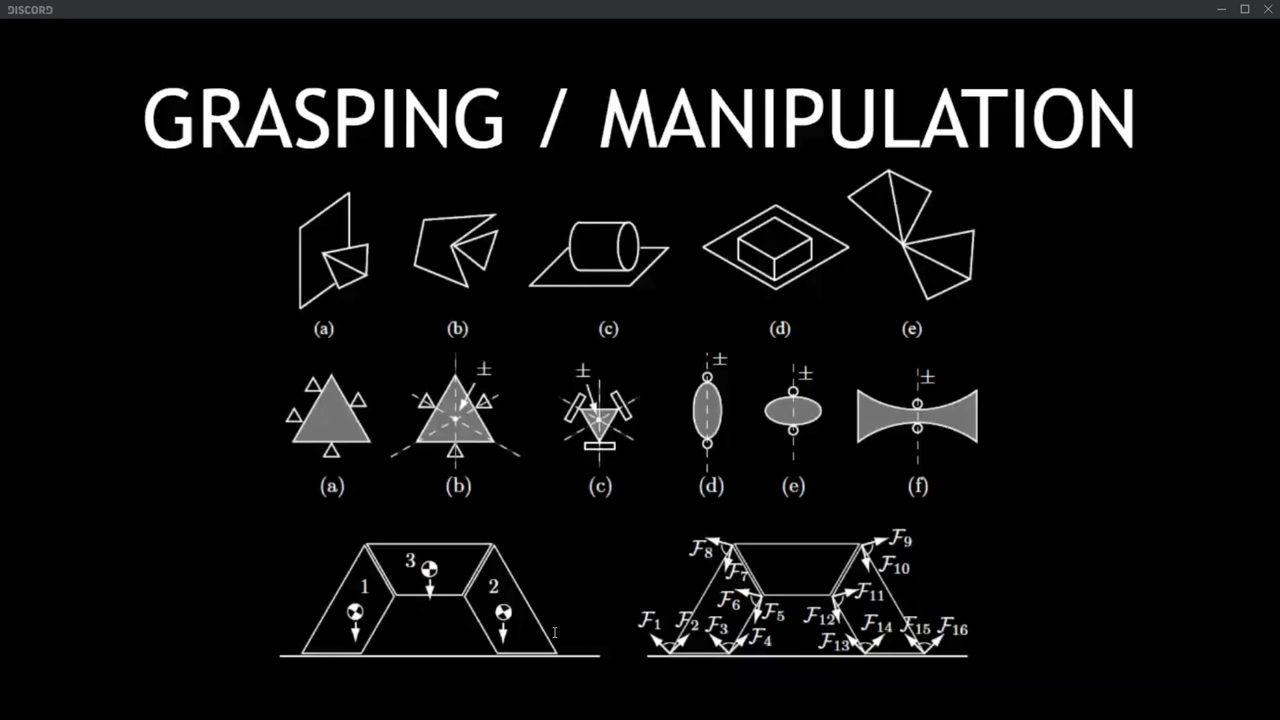 DISCORD
GRASPING / MANIPULATION
(a) (b) (c) (d) (e)
± ± ± ± ±
(a) (b) (c) (d) (e) (f)
1 3 2
F₈ F₉
F₇ F₁₀
F₆ F₅ F₁₁
F₁ F₂ F₃ F₄ F₁₂ F₁₃ F₁₄ F₁₅ F₁₆